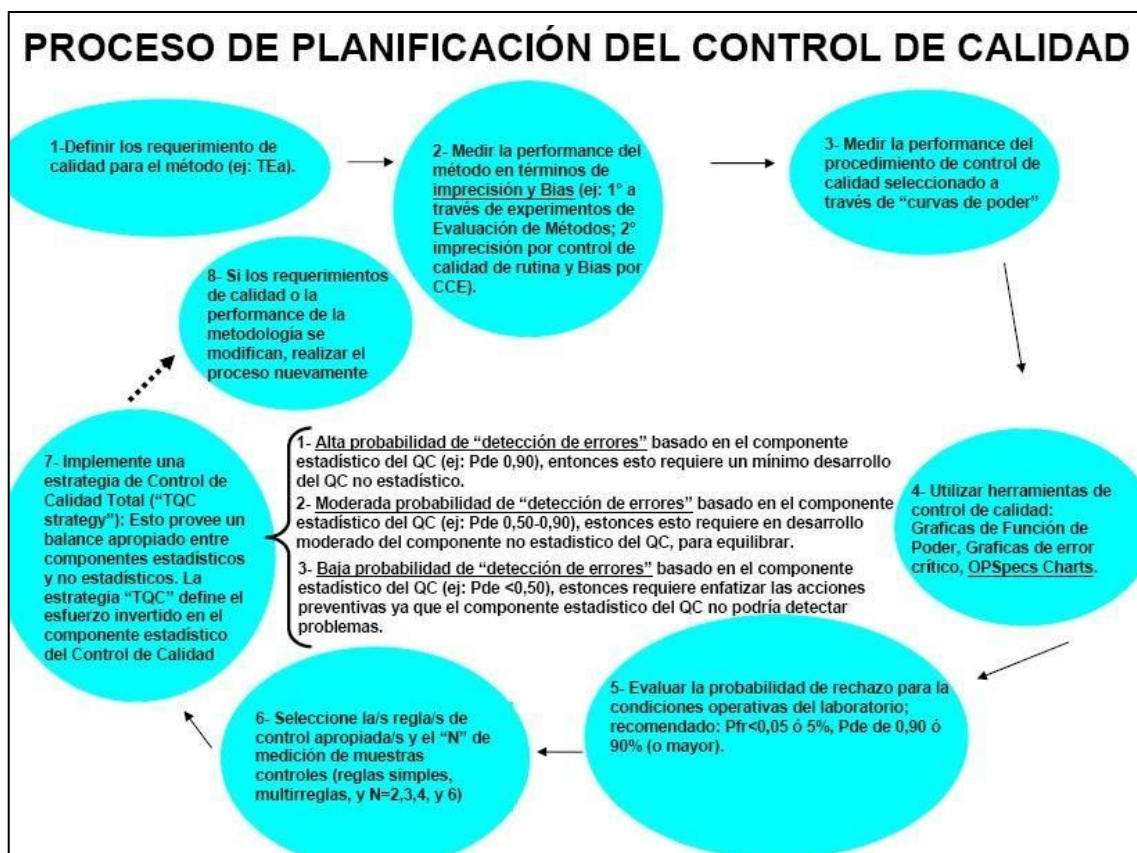 PROCESO DE PLANIFICACIÓN DEL CONTROL DE CALIDAD
1-Definir los requerimiento de
calidad para el método (ej: TEa).
2- Medir la performance del
método en términos de
imprecisión y Bias (ej: 1° a
través de experimentos de
Evaluación de Métodos; 2°
imprecisión por control de
calidad de rutina y Bias por
CCE).
3- Medir la performance del
procedimiento de control de
calidad seleccionado a
través de “curvas de poder”
4- Utilizar herramientas de
control de calidad:
Graficas de Función de
Poder, Graficas de error
crítico, OPSpecs Charts.
5- Evaluar la probabilidad de rechazo para la
condiciones operativas del laboratorio;
recomendado: Pfr<0,05 ó 5%, Pde de 0,90 ó
90% (o mayor).
6- Seleccione la/s regla/s de
control apropiada/s y el “N” de
medición de muestras
controles (reglas simples,
multirreglas, y N=2,3,4, y 6)
7- Implemente una
estrategia de Control de
Calidad Total (“TQC
strategy”): Esto provee un
balance apropiado entre
componentes estadísticos
y no estadísticos. La
estrategia “TQC” define el
esfuerzo invertido en el
componente estadístico
del Control de Calidad
1- Alta probabilidad de “detección de errores” basado en el componente
estadístico del QC (ej: Pde 0,90), entonces esto requiere un mínimo desarrollo
del QC no estadístico.
2- Moderada probabilidad de “detección de errores” basado en el componente
estadístico del QC (ej: Pde 0,50-0,90), estonces esto requiere en desarrollo
moderado del componente no estadistico del QC, para equilibrar.
3- Baja probabilidad de “detección de errores” basado en el componente
estadístico del QC (ej: Pde <0,50), estonces requiere enfatizar las acciones
preventivas ya que el componente estadístico del QC no podría detectar
problemas.
8- Si los requerimientos
de calidad o la
performance de la
metodología se
modifican, realizar el
proceso nuevamente